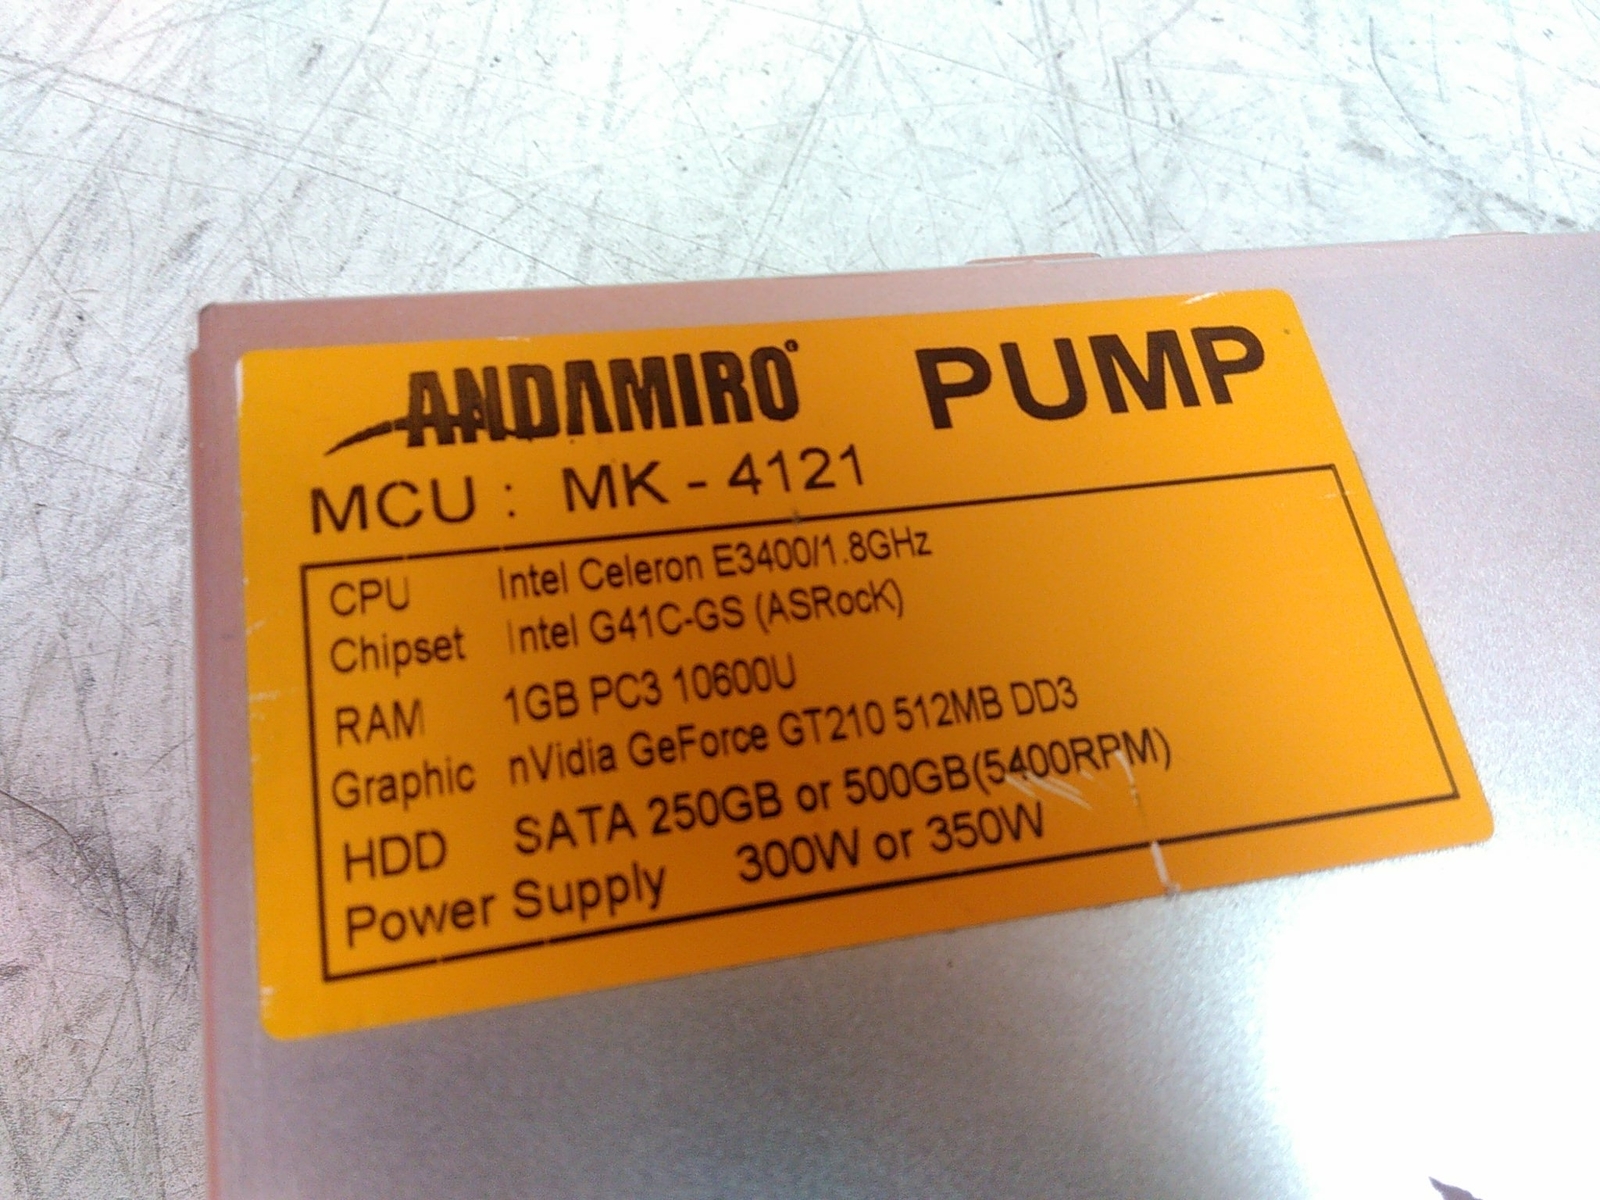 ANDAMIRO PUMP
MCU : MK - 4121
CPU Intel Celeron E3400/1.8GHz
Chipset Intel G41C-GS (ASRocK)
RAM 1GB PC3 10600U
Graphic nVidia GeForce GT210 512MB DD3
HDD SATA 250GB or 500GB(5400RPM)
Power Supply 300W or 350W